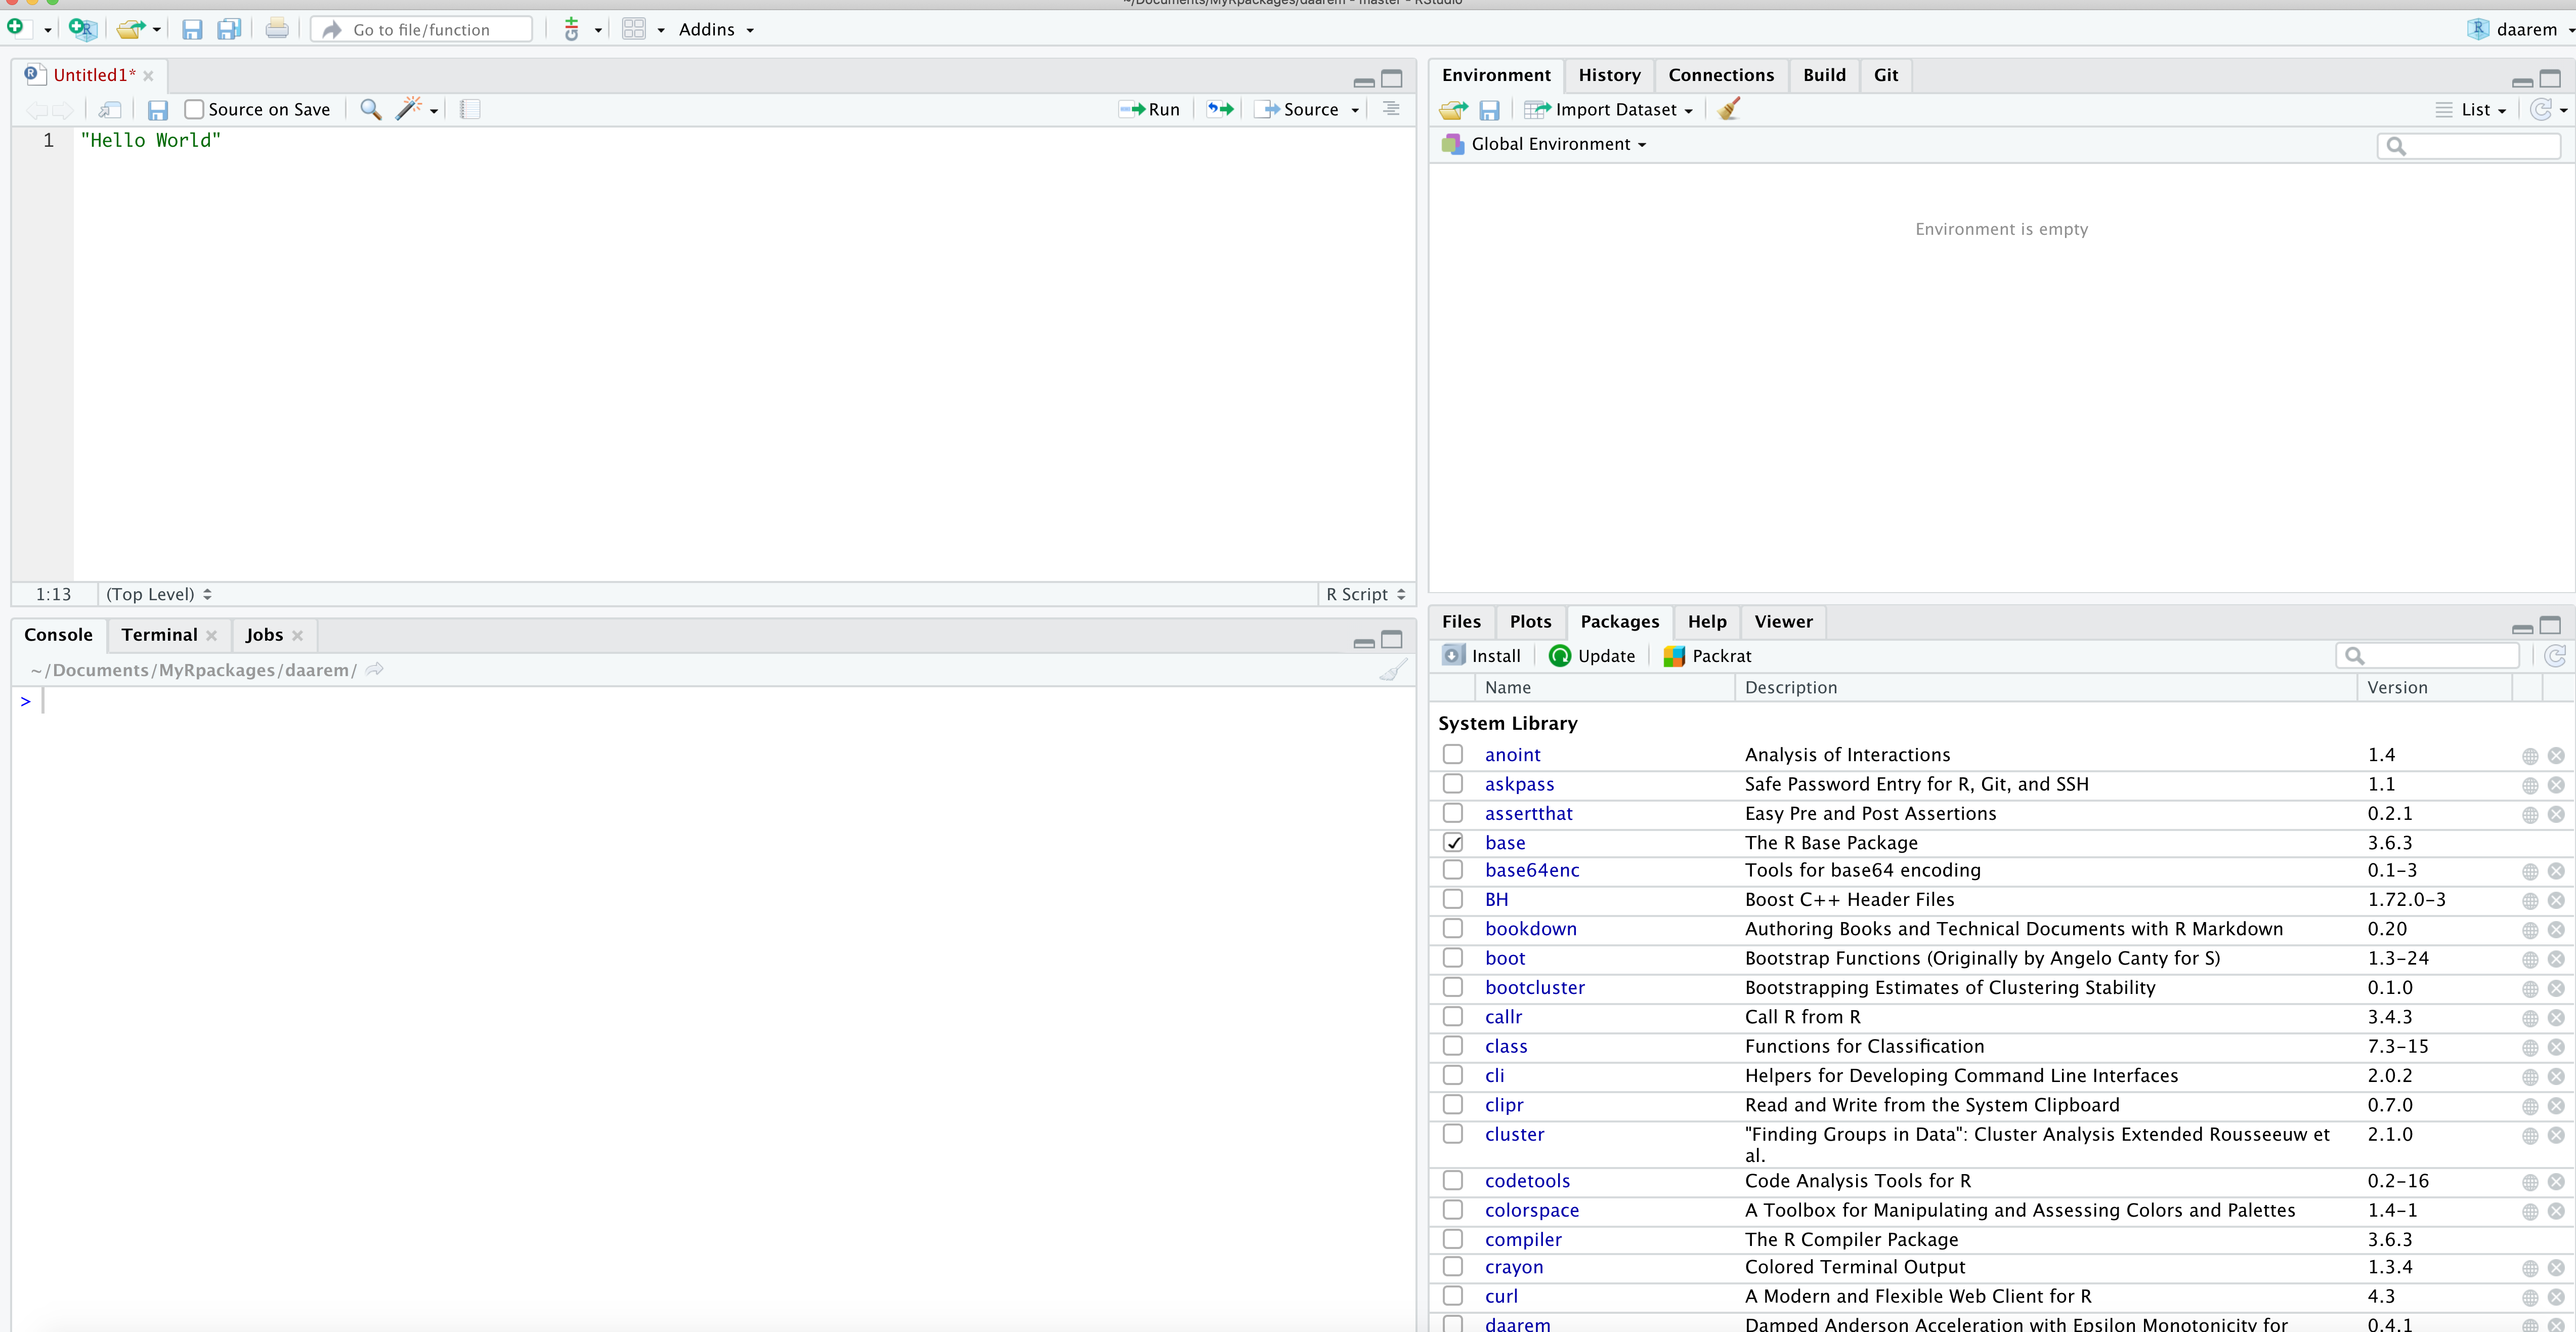 ~/Documents/MyRpackages/daarem - master - RStudio
Go to file/function
Git
Addins
daarem
Untitled1*
Source on Save
Run
Source
1 "Hello World"
1:13 (Top Level) R Script
Console Terminal Jobs
~/Documents/MyRpackages/daarem/
>
Environment History Connections Build Git
Import Dataset
List
Global Environment
Environment is empty
Files Plots Packages Help Viewer
Install Update Packrat
Name Description Version
System Library
anoint Analysis of Interactions 1.4
askpass Safe Password Entry for R, Git, and SSH 1.1
assertthat Easy Pre and Post Assertions 0.2.1
base The R Base Package 3.6.3
base64enc Tools for base64 encoding 0.1-3
BH Boost C++ Header Files 1.72.0-3
bookdown Authoring Books and Technical Documents with R Markdown 0.20
boot Bootstrap Functions (Originally by Angelo Canty for S) 1.3-24
bootcluster Bootstrapping Estimates of Clustering Stability 0.1.0
callr Call R from R 3.4.3
class Functions for Classification 7.3-15
cli Helpers for Developing Command Line Interfaces 2.0.2
clipr Read and Write from the System Clipboard 0.7.0
cluster "Finding Groups in Data": Cluster Analysis Extended Rousseeuw et 2.1.0
al.
codetools Code Analysis Tools for R 0.2-16
colorspace A Toolbox for Manipulating and Assessing Colors and Palettes 1.4-1
compiler The R Compiler Package 3.6.3
crayon Colored Terminal Output 1.3.4
curl A Modern and Flexible Web Client for R 4.3
daarem Damped Anderson Acceleration with Epsilon Monotonicity for 0.4.1